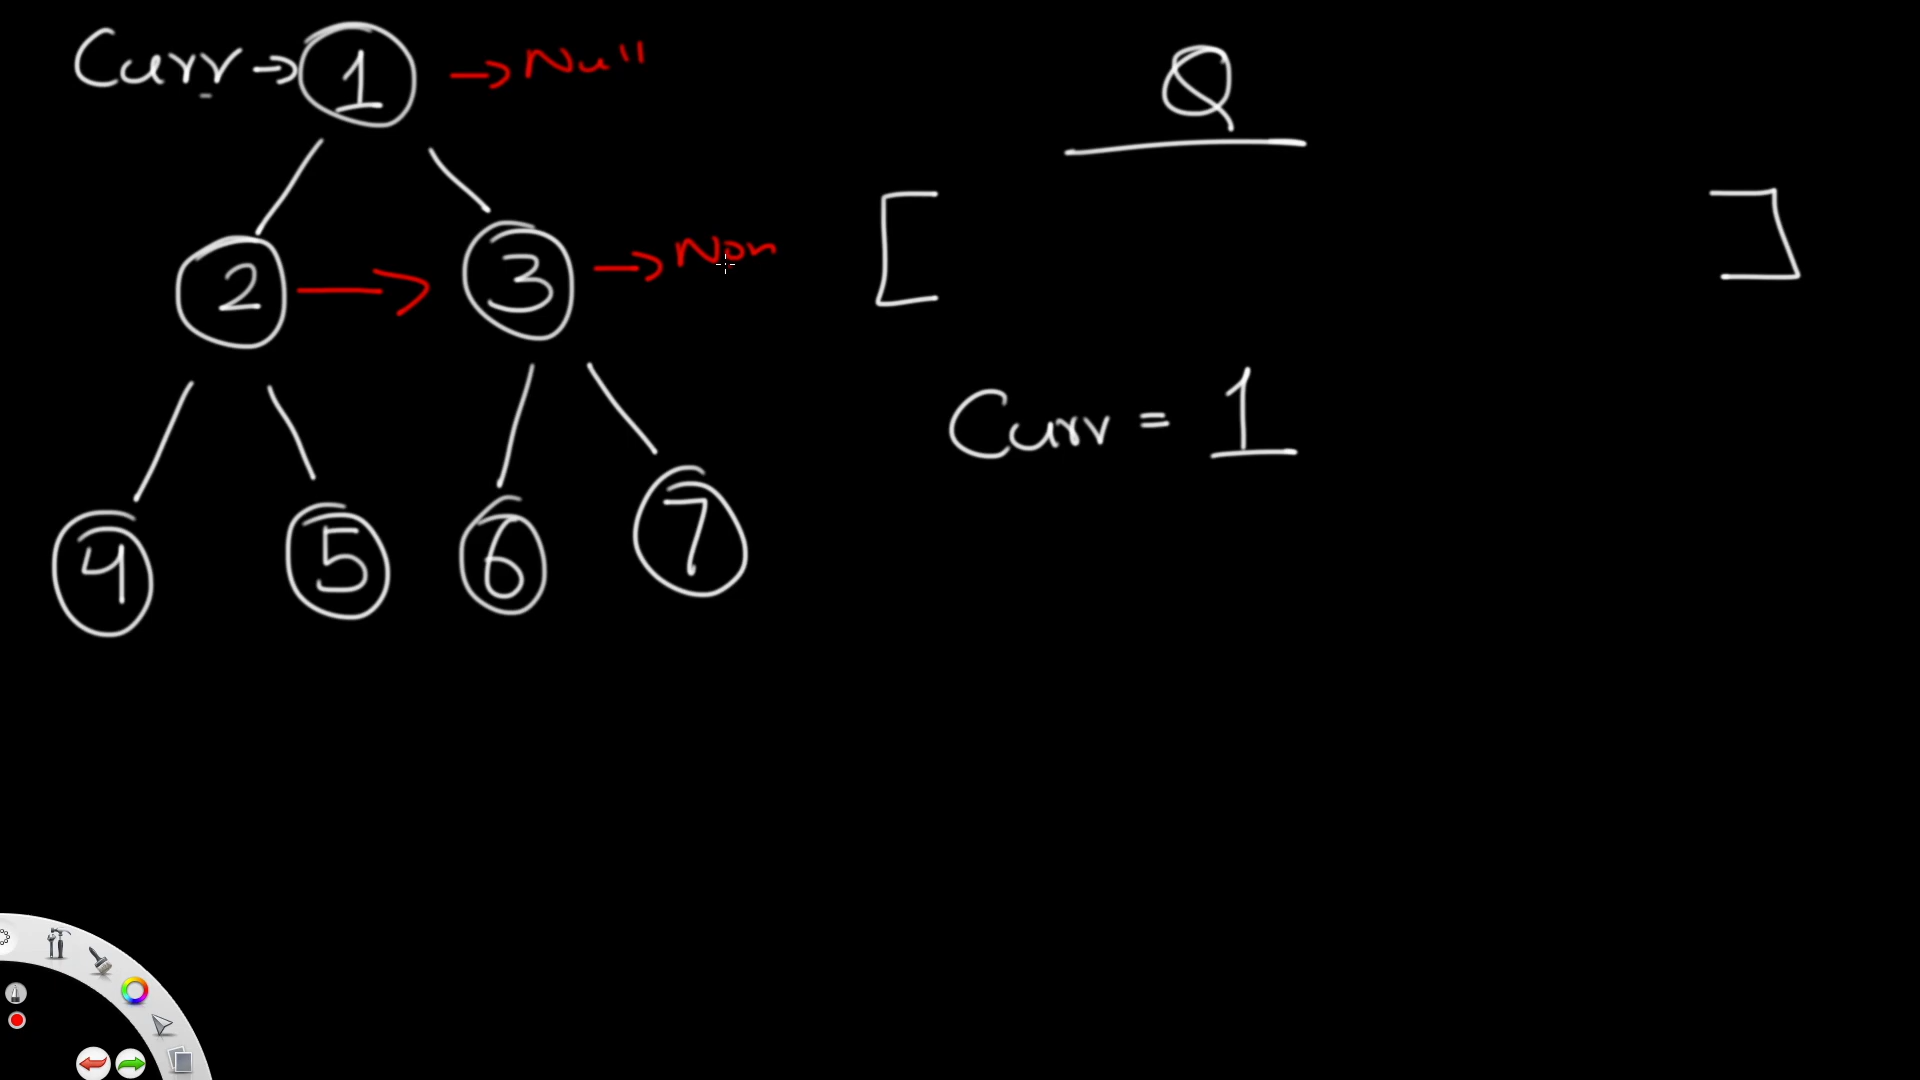 Curr → 1 → Null
Q
2 → 3 → Non
[ ]
Curr = 1
4 5 6 7